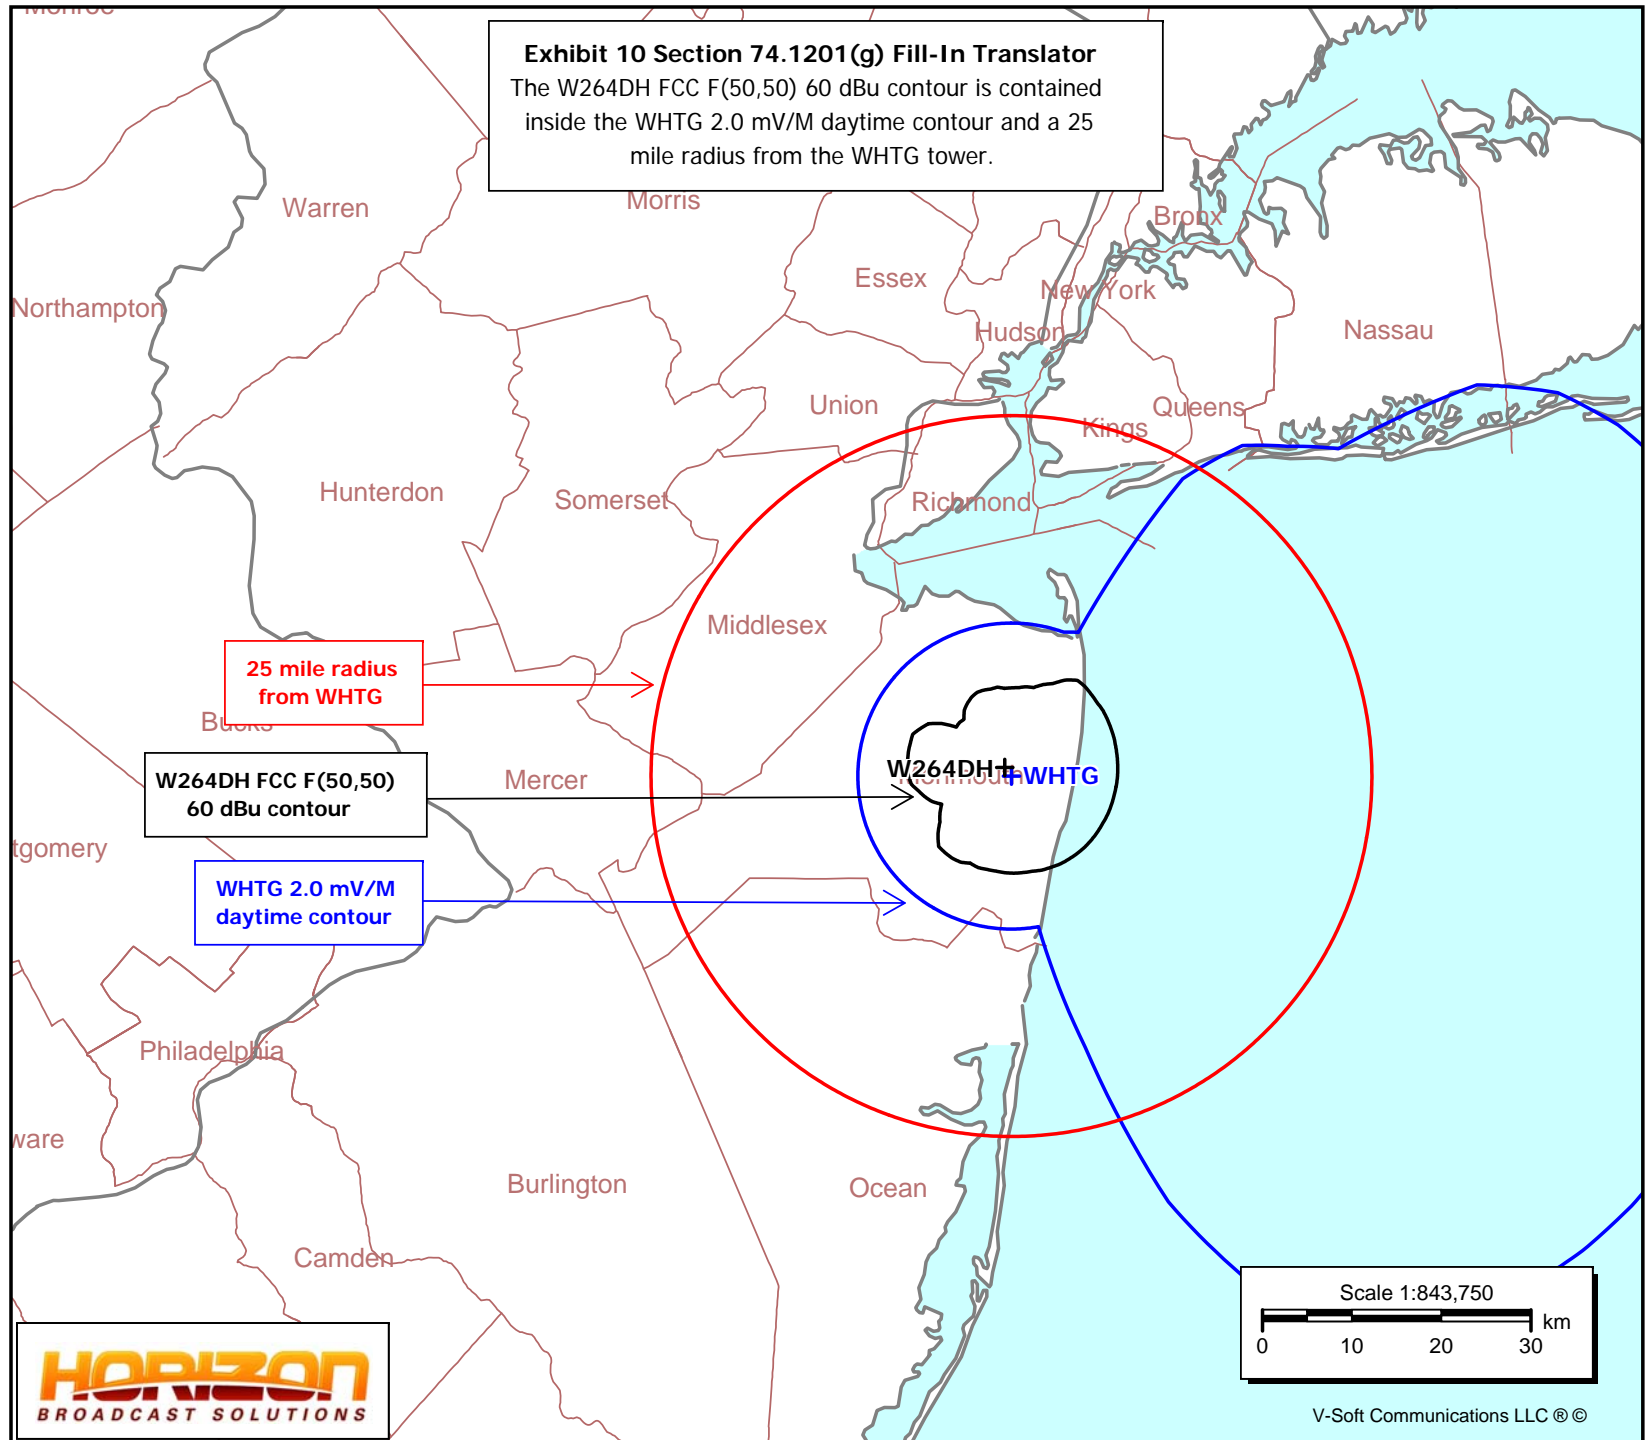 Monroe
Exhibit 10 Section 74.1201(g) Fill-In Translator
The W264DH FCC F(50,50) 60 dBu contour is contained
inside the WHTG 2.0 mV/M daytime contour and a 25
mile radius from the WHTG tower.
Warren
Morris
Bronx
Essex
New York
Northampton
Hudson
Nassau
Union
Queens
Kings
Hunterdon
Somerset
Richmond
Middlesex
25 mile radius
from WHTG
Bucks
W264DH
WHTG
Monmouth
Mercer
W264DH FCC F(50,50)
60 dBu contour
tgomery
WHTG 2.0 mV/M
daytime contour
Philadelphia
ware
Burlington
Ocean
Camden
Scale 1:843,750
km
0 10 20 30
HORIZON
BROADCAST SOLUTIONS
V-Soft Communications LLC ® ©